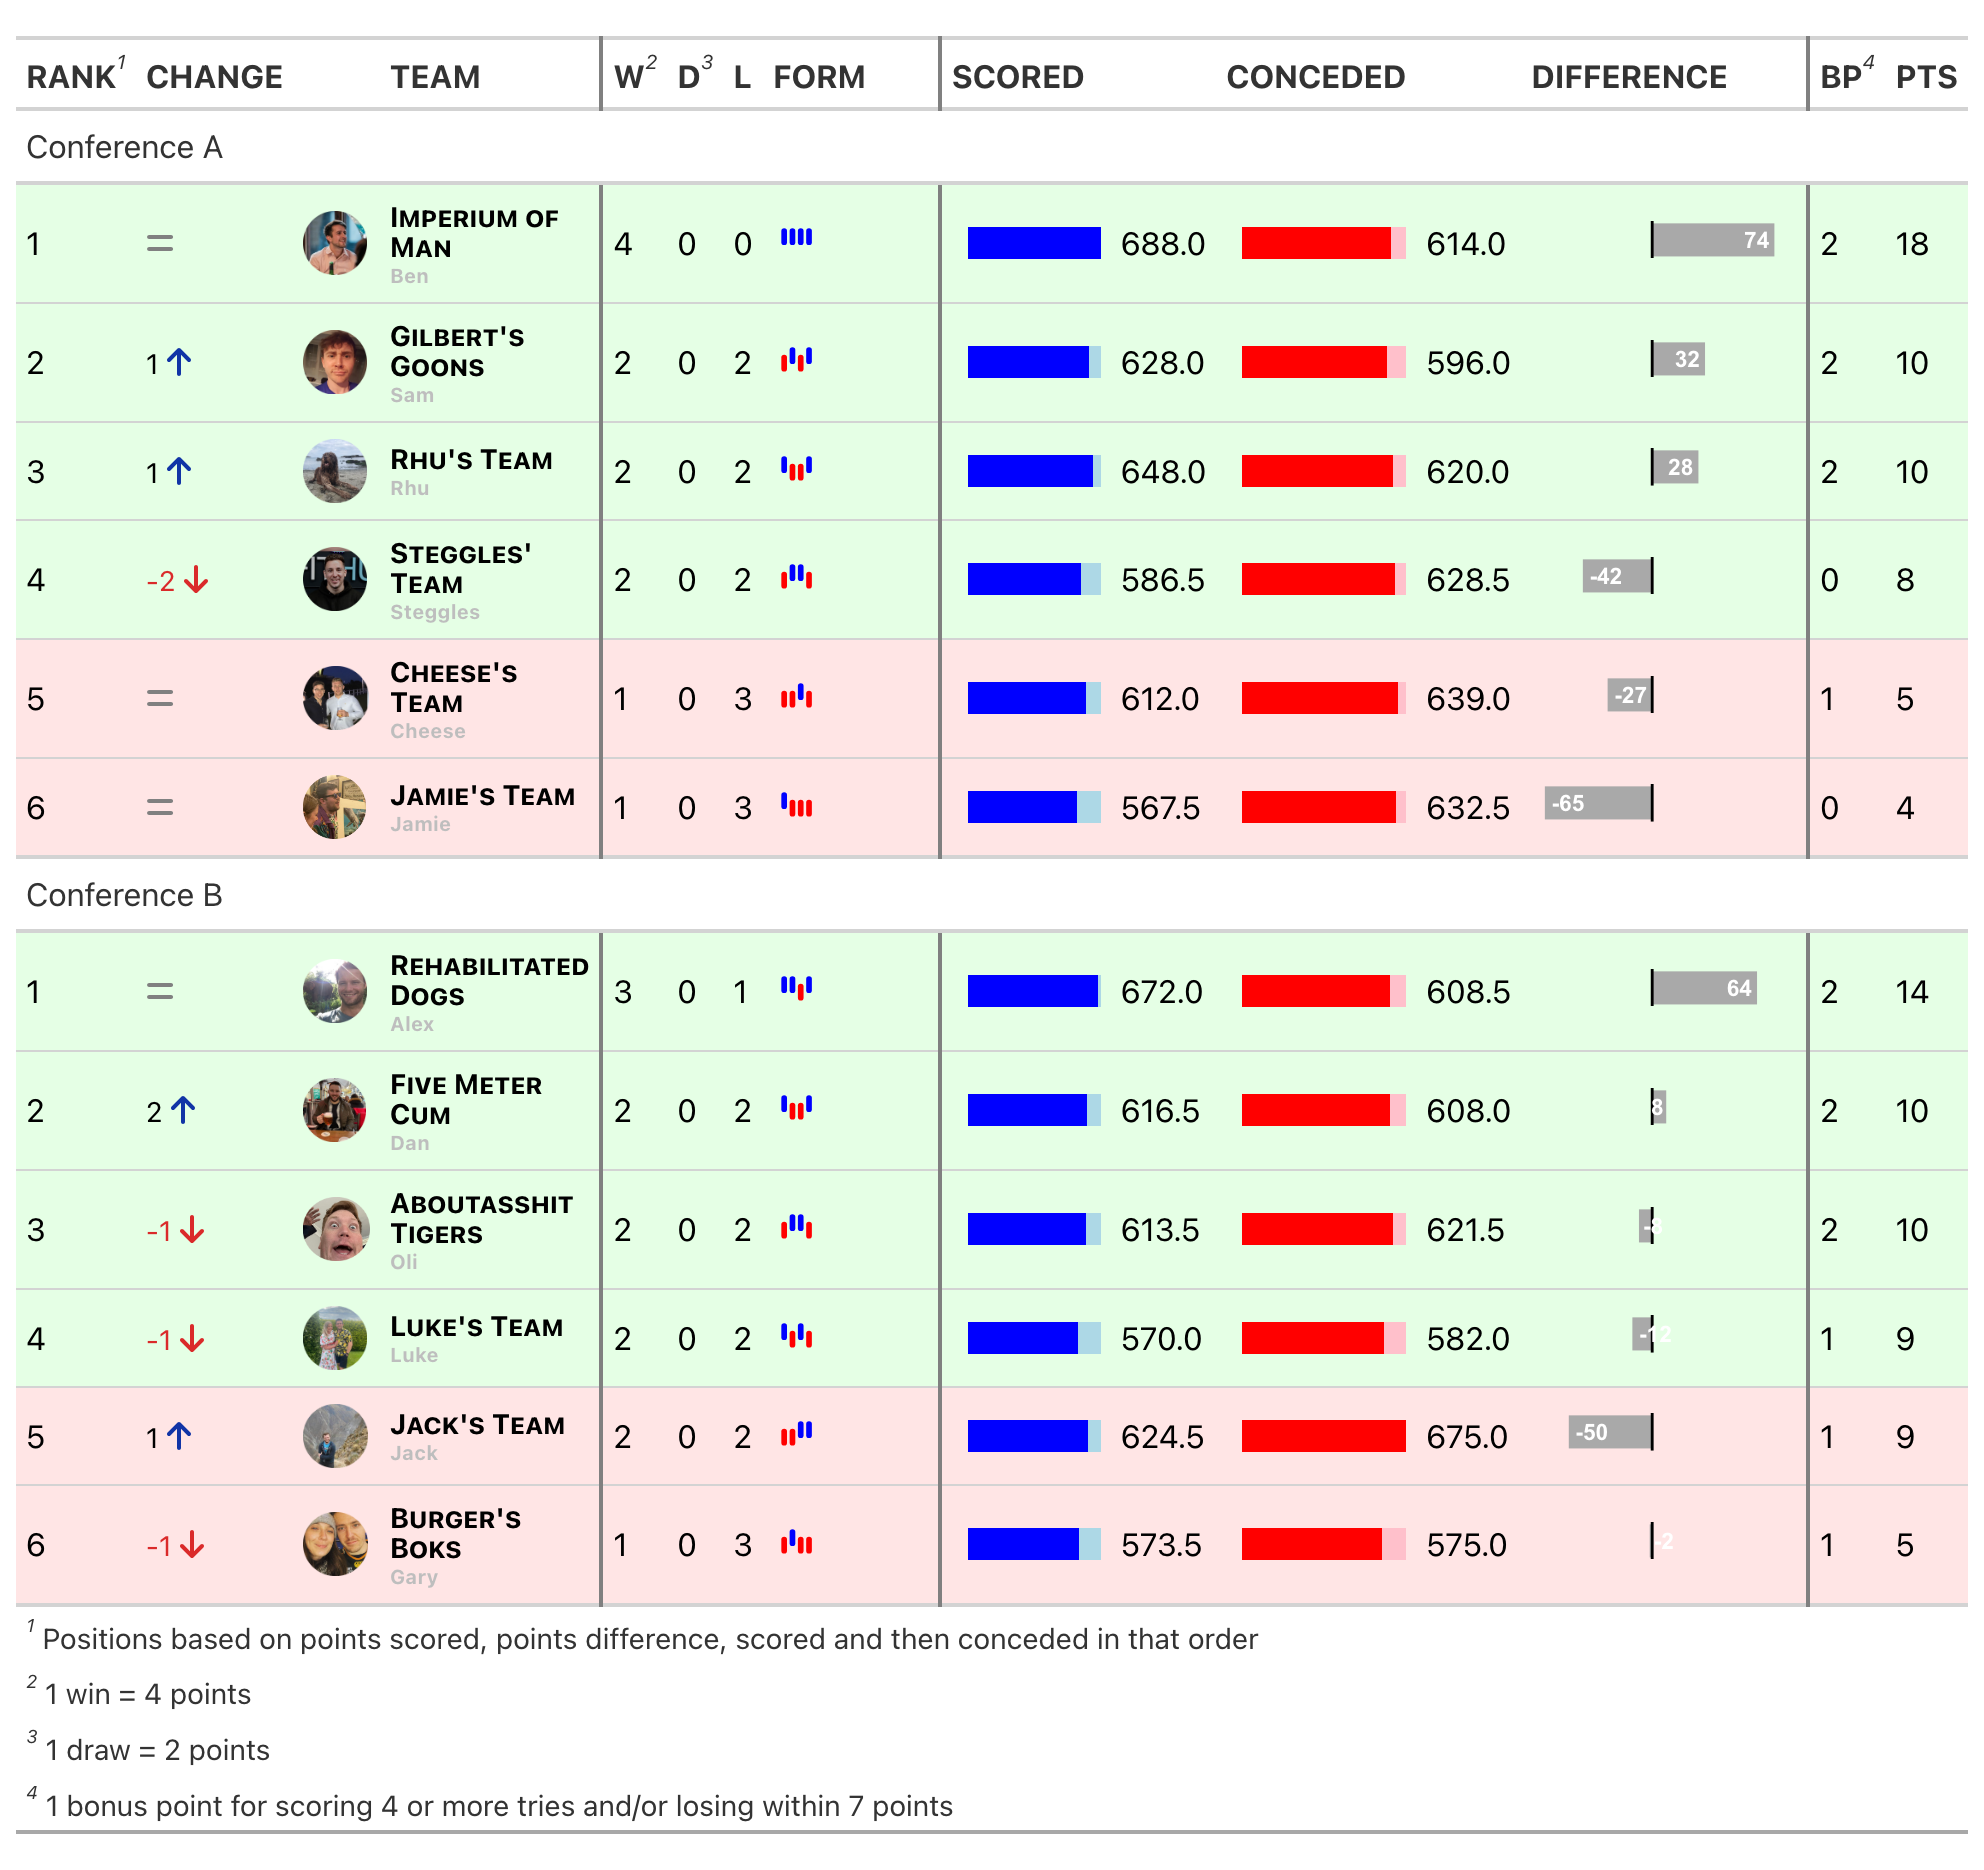 RANK1 CHANGE TEAM W2 D3 L FORM SCORED CONCEDED DIFFERENCE BP4 PTS
Conference A
1 = IMPERIUM OF MAN Ben 4 0 0 688.0 614.0 74 2 18
2 1↑ GILBERT'S GOONS Sam 2 0 2 628.0 596.0 32 2 10
3 1↑ RHU'S TEAM Rhu 2 0 2 648.0 620.0 28 2 10
4 -2↓ STEGGLES' TEAM Steggles 2 0 2 586.5 628.5 -42 0 8
5 = CHEESE'S TEAM Cheese 1 0 3 612.0 639.0 -27 1 5
6 = JAMIE'S TEAM Jamie 1 0 3 567.5 632.5 -65 0 4
Conference B
1 = REHABILITATED DOGS Alex 3 0 1 672.0 608.5 64 2 14
2 2↑ FIVE METER CUM Dan 2 0 2 616.5 608.0 8 2 10
3 -1↓ ABOUTASSHIT TIGERS Oli 2 0 2 613.5 621.5 -8 2 10
4 -1↓ LUKE'S TEAM Luke 2 0 2 570.0 582.0 -12 1 9
5 1↑ JACK'S TEAM Jack 2 0 2 624.5 675.0 -50 1 9
6 -1↓ BURGER'S BOKS Gary 1 0 3 573.5 575.0 -2 1 5
1 Positions based on points scored, points difference, scored and then conceded in that order
2 1 win = 4 points
3 1 draw = 2 points
4 1 bonus point for scoring 4 or more tries and/or losing within 7 points